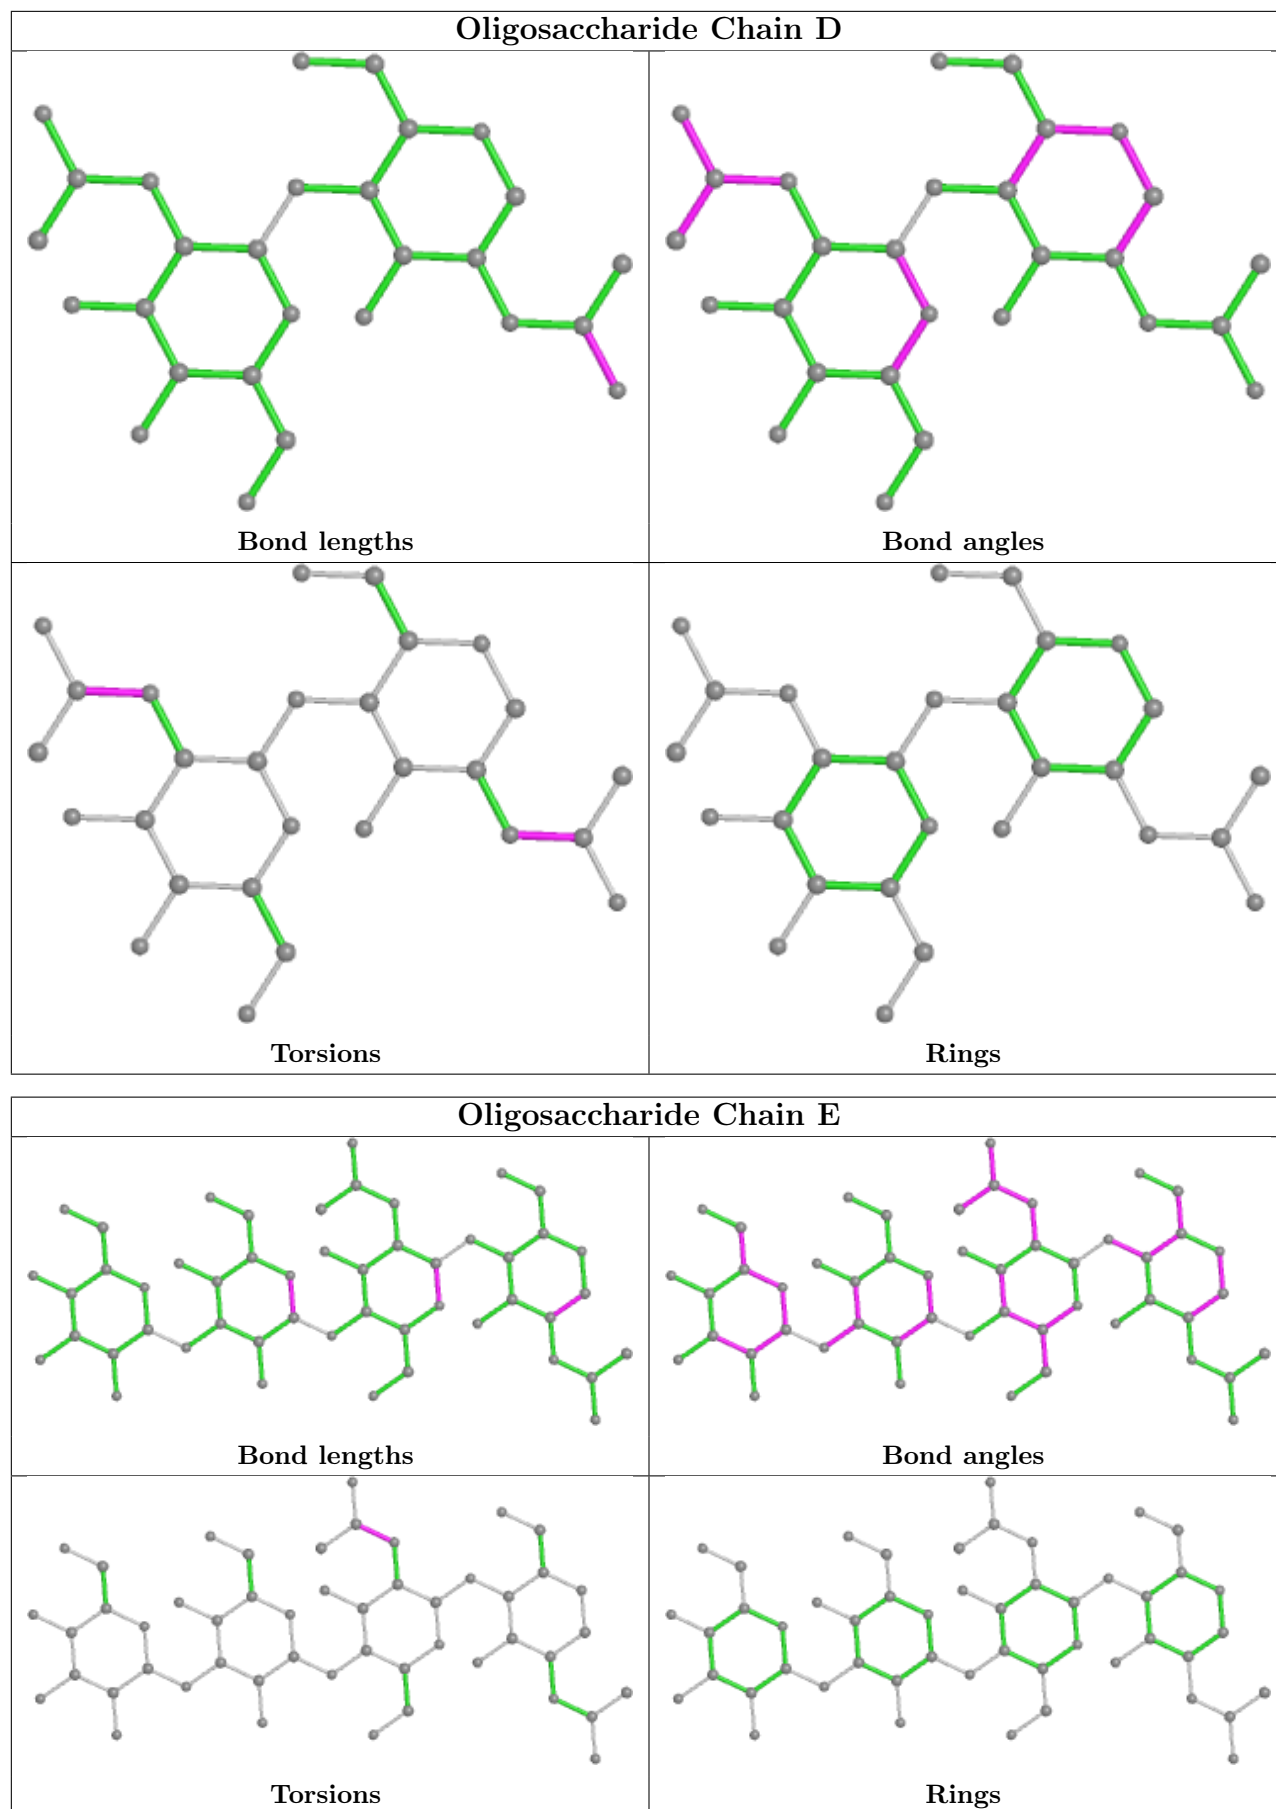 Oligosaccharide Chain D
Bond lengths
Bond angles
Torsions
Rings
Oligosaccharide Chain E
Bond lengths
Bond angles
Torsions
Rings